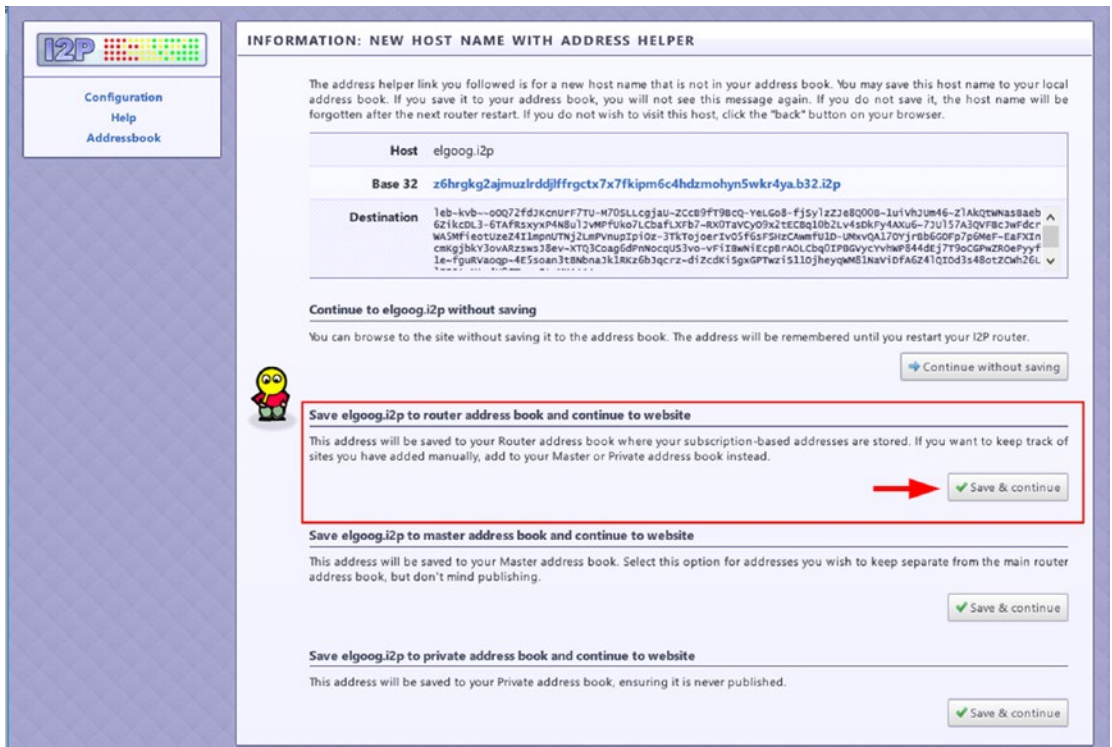 I2P
Configuration
Help
Addressbook
INFORMATION: NEW HOST NAME WITH ADDRESS HELPER
The address helper link you followed is for a new host name that is not in your address book. You may save this host name to your local
address book. If you save it to your address book, you will not see this message again. If you do not save it, the host name will be
forgotten after the next router restart. If you do not wish to visit this host, click the "back" button on your browser.
Host elgoog.i2p
Base 32 z6hrgkg2ajmuzlrddjlffrgctx7x7fkipm6c4hdzmohyn5wkr4ya.b32.i2p
Destination
Continue to elgoog.i2p without saving
You can browse to the site without saving it to the address book. The address will be remembered until you restart your I2P router.
Continue without saving
Save elgoog.i2p to router address book and continue to website
This address will be saved to your Router address book where your subscription-based addresses are stored. If you want to keep track of
sites you have added manually, add to your Master or Private address book instead.
Save & continue
Save elgoog.i2p to master address book and continue to website
This address will be saved to your Master address book. Select this option for addresses you wish to keep separate from the main router
address book, but don't mind publishing.
Save & continue
Save elgoog.i2p to private address book and continue to website
This address will be saved to your Private address book, ensuring it is never published.
Save & continue